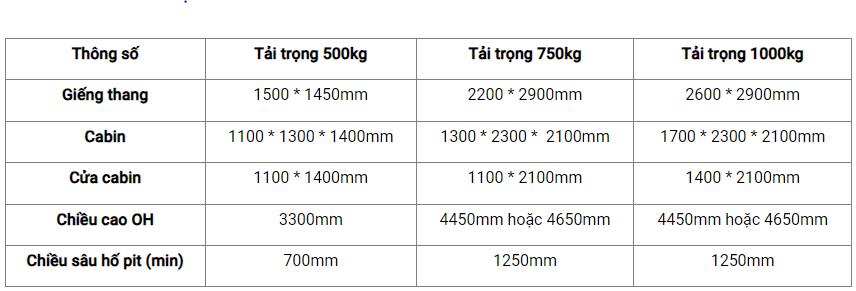 Thông số Tải trọng 500kg Tải trọng 750kg Tải trọng 1000kg
Giếng thang 1500 * 1450mm 2200 * 2900mm 2600 * 2900mm
Cabin 1100 * 1300 * 1400mm 1300 * 2300 * 2100mm 1700 * 2300 * 2100mm
Cửa cabin 1100 * 1400mm 1100 * 2100mm 1400 * 2100mm
Chiều cao OH 3300mm 4450mm hoặc 4650mm 4450mm hoặc 4650mm
Chiều sâu hố pit (min) 700mm 1250mm 1250mm